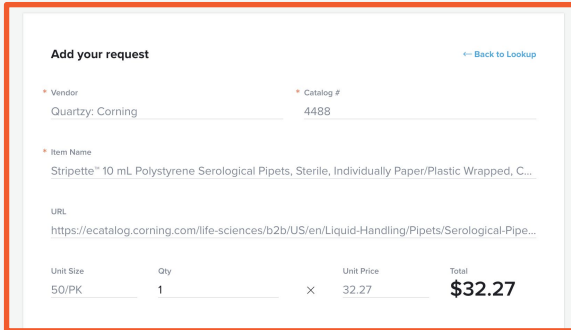 Add your request
← Back to Lookup
* Vendor
* Catalog #
Quartzy: Corning
4488
* Item Name
Stripette™ 10 mL Polystyrene Serological Pipets, Sterile, Individually Paper/Plastic Wrapped, C...
URL
https://ecatalog.corning.com/life-sciences/b2b/US/en/Liquid-Handling/Pipets/Serological-Pipe...
Unit Size
Qty
Unit Price
Total
50/PK
1
×
32.27
$32.27